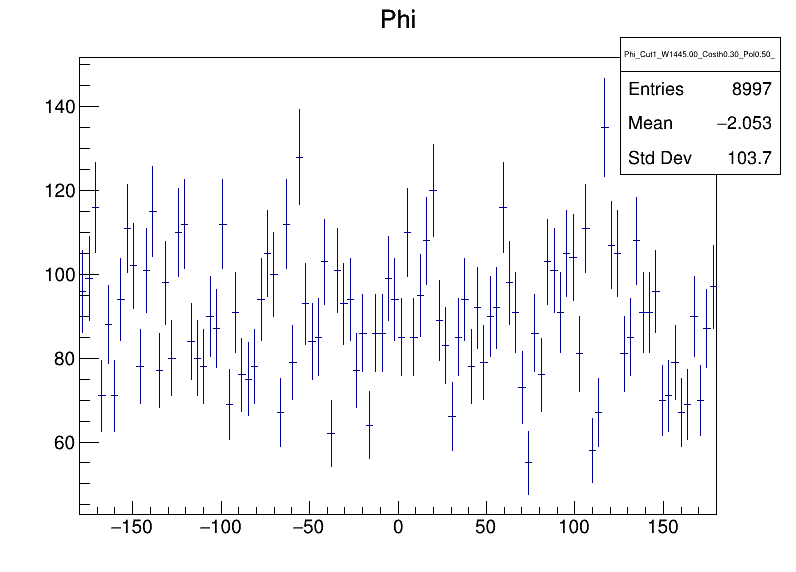 Phi
Phi_Cut1_W1445.00_Costh0.30_Pol0.50_
Entries 8997
Mean −2.053
Std Dev 103.7
140
120
100
80
60
−150 −100 −50 0 50 100 150